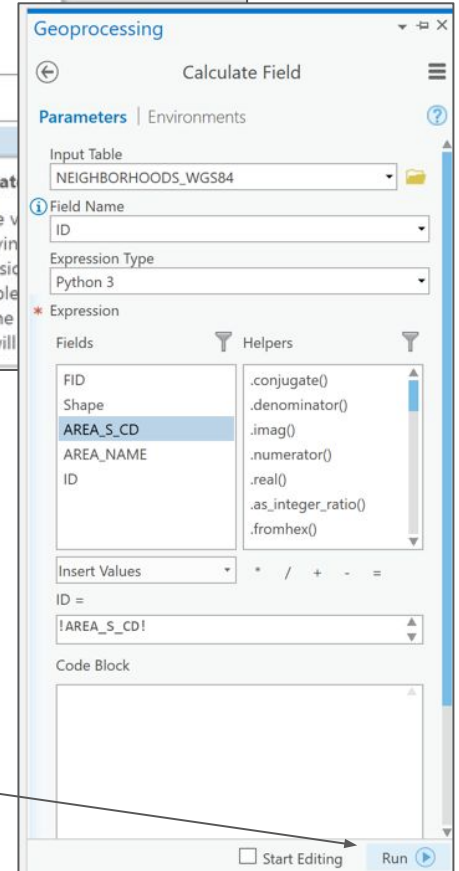 Geoprocessing
Calculate Field
Parameters | Environments
Input Table
NEIGHBORHOODS_WGS84
Field Name
ID
Expression Type
Python 3
* Expression
Fields
Helpers
FID
Shape
AREA_S_CD
AREA_NAME
ID
.conjugate()
.denominator()
.imag()
.numerator()
.real()
.as_integer_ratio()
.fromhex()
Insert Values
* / + - =
ID =
!AREA_S_CD!
Code Block
Start Editing
Run